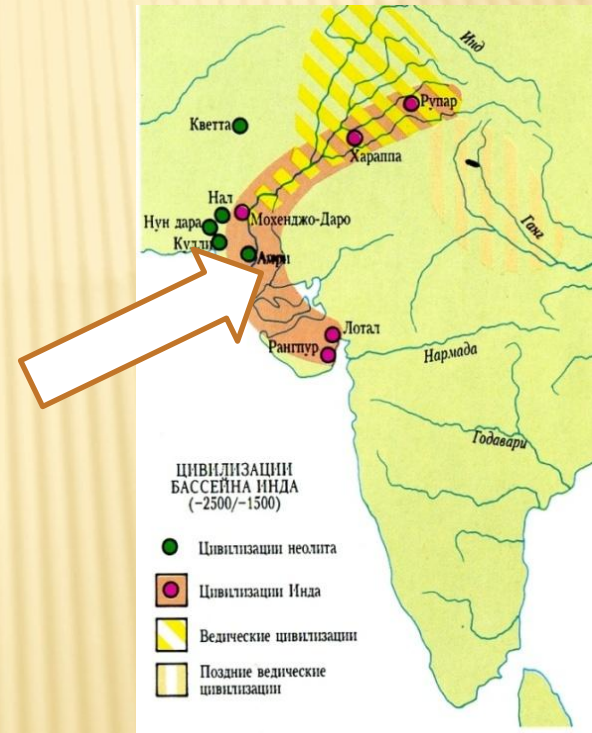 Инд
Рупар
Кветта
Хараппа
Нал
Мохенджо-Даро
Нун дара
Кулли
Ганг
Лотал
Рангпур
Нармада
Годавари
ЦИВИЛИЗАЦИИ
БАССЕЙНА ИНДА
(-2500/-1500)
Цивилизации неолита
Цивилизации Инда
Ведические цивилизации
Поздние ведические
цивилизации